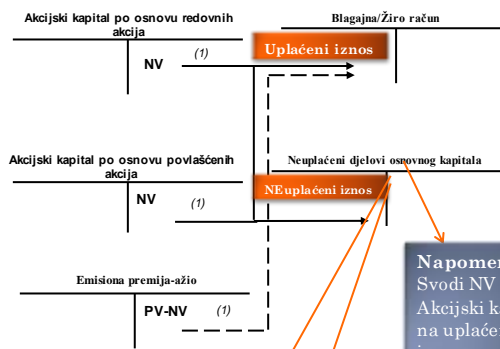 Akcijski kapital po osnovu redovnih
akcija
NV
(1)
Blagajna/Žiro račun
Uplaćeni iznos
Akcijski kapital po osnovu povlašćenih
akcija
NV
(1)
Neuplaćeni djelovi osnovnog kapitala
NEuplaćeni iznos
Emisiona premija-ažio
PV-NV
(1)
Svodi NV
Akcijski k
na uplaće